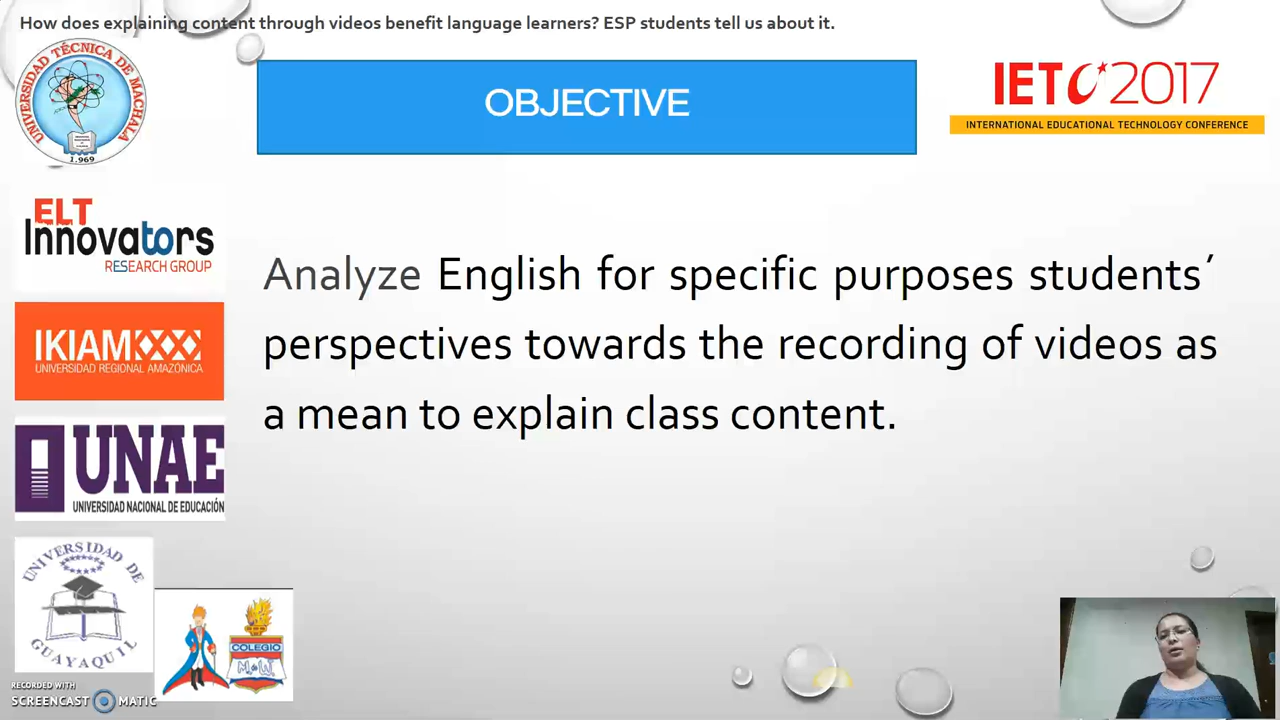 How does explaining content through videos benefit language learners? ESP students tell us about it.
UNIVERSIDAD TÉCNICA DE MACHALA
1.969
OBJECTIVE
IETC 2017
INTERNATIONAL EDUCATIONAL TECHNOLOGY CONFERENCE
ELT
Innovators
RESEARCH GROUP
IKIAM
UNIVERSIDAD REGIONAL AMAZÓNICA
UNAE
UNIVERSIDAD NACIONAL DE EDUCACIÓN
Analyze English for specific purposes students´
perspectives towards the recording of videos as
a mean to explain class content.
UNIVERSIDAD DE
GUAYAQUIL
COLEGIO
RECORDED WITH
SCREENCAST MATIC